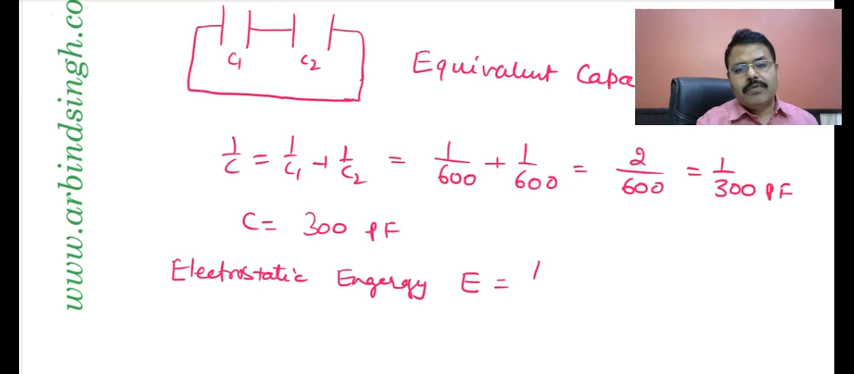 www.arbindsingh.co
C1 C2
Equivalent Capa
1/C = 1/C1 + 1/C2 = 1/600 + 1/600 = 2/600 = 1/300 PF
C = 300 PF
Electrostatic Engergy E = 1